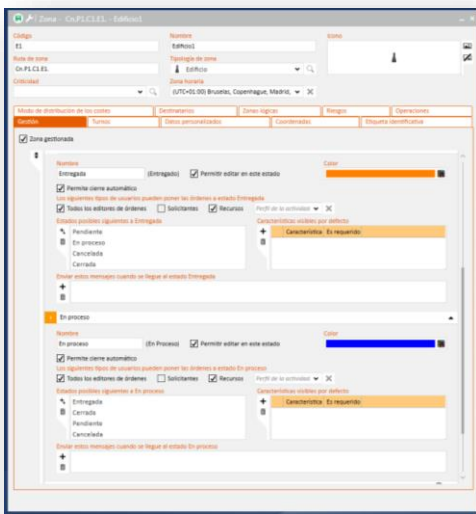 Zona - Cn.P1.C1.E1. - Edificio1
Código
Nombre
Icono
E1
Edificio1
Ruta de zona
Tipología de zona
Cn.P1.C1.E1.
Edificio
Criticidad
Zona horaria
(UTC+01:00) Bruselas, Copenhague, Madrid,
Modo de distribución de los costes
Destinatarios
Zonas lógicas
Riesgos
Operaciones
Gestión
Turnos
Datos personalizados
Coordenadas
Etiqueta identificativa
Zona gestionada
Nombre
Color
Entregada
(Entregado)
Permitir editar en este estado
Permite cierre automático
Los siguientes tipos de usuarios pueden poner las órdenes a estado Entregada
Todos los editores de órdenes
Solicitantes
Recursos
Perfil de la actividad
Estados posibles siguientes a Entregada
Características visibles por defecto
Pendiente
Característica
Es requerido
En proceso
Cancelada
Cerrada
Enviar estos mensajes cuando se llegue al estado Entregada
En proceso
Nombre
Color
En proceso
(En Proceso)
Permitir editar en este estado
Permite cierre automático
Los siguientes tipos de usuarios pueden poner las órdenes a estado En proceso
Todos los editores de órdenes
Solicitantes
Recursos
Perfil de la actividad
Estados posibles siguientes a En proceso
Características visibles por defecto
Entregada
Característica
Es requerido
Cerrada
Pendiente
Cancelada
Enviar estos mensajes cuando se llegue al estado En proceso